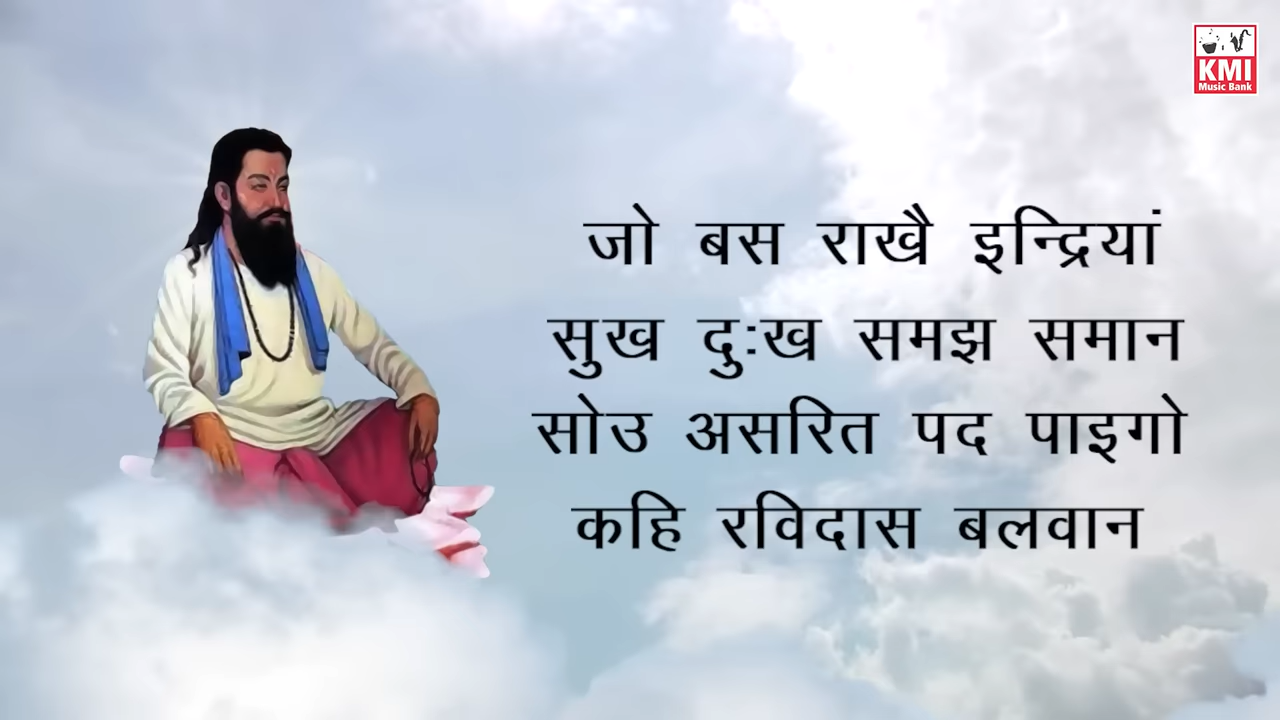 KMI
Music Bank
जो बस राखै इन्द्रियां
सुख दुःख समझ समान
सोउ असरित पद पाइगो
कहि रविदास बलवान